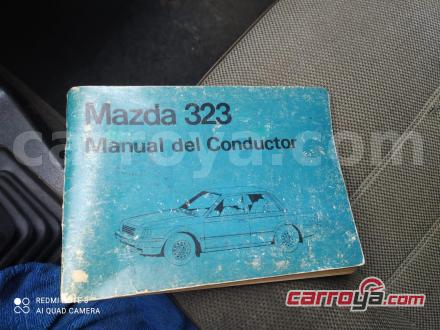 Mazda 323
Manual del Conductor
carroya.com
REDMI NOTE 8
AI QUAD CAMERA
carroya.com